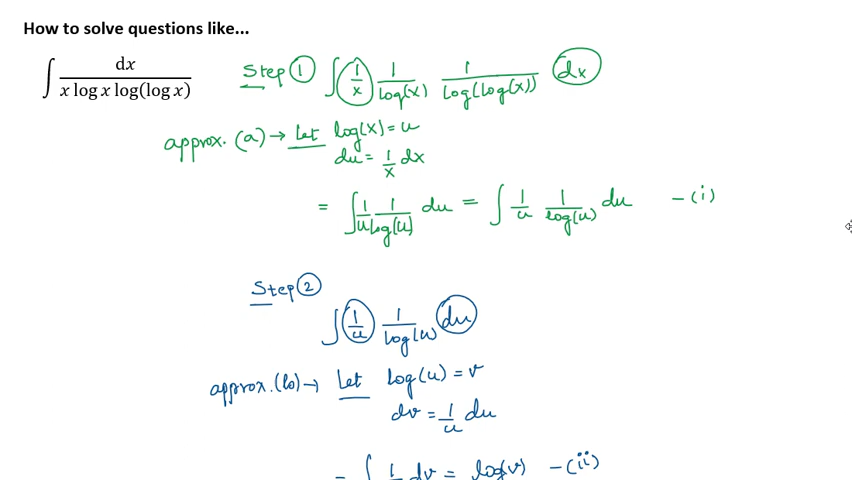 How to solve questions like...
∫ dx / (x log x log(log x))
Step ① ∫ 1/x 1/log(x) 1/log(log(x)) dx
approx. (a) → Let log(x) = u
du = 1/x dx
= ∫ 1/u 1/log(u) du = ∫ 1/u 1/log(u) du - (i)
Step ②
∫ 1/u 1/log(u) du
approx. (b) → Let log(u) = v
dv = 1/u du
= ∫ 1 dv = log(v) - (ii)